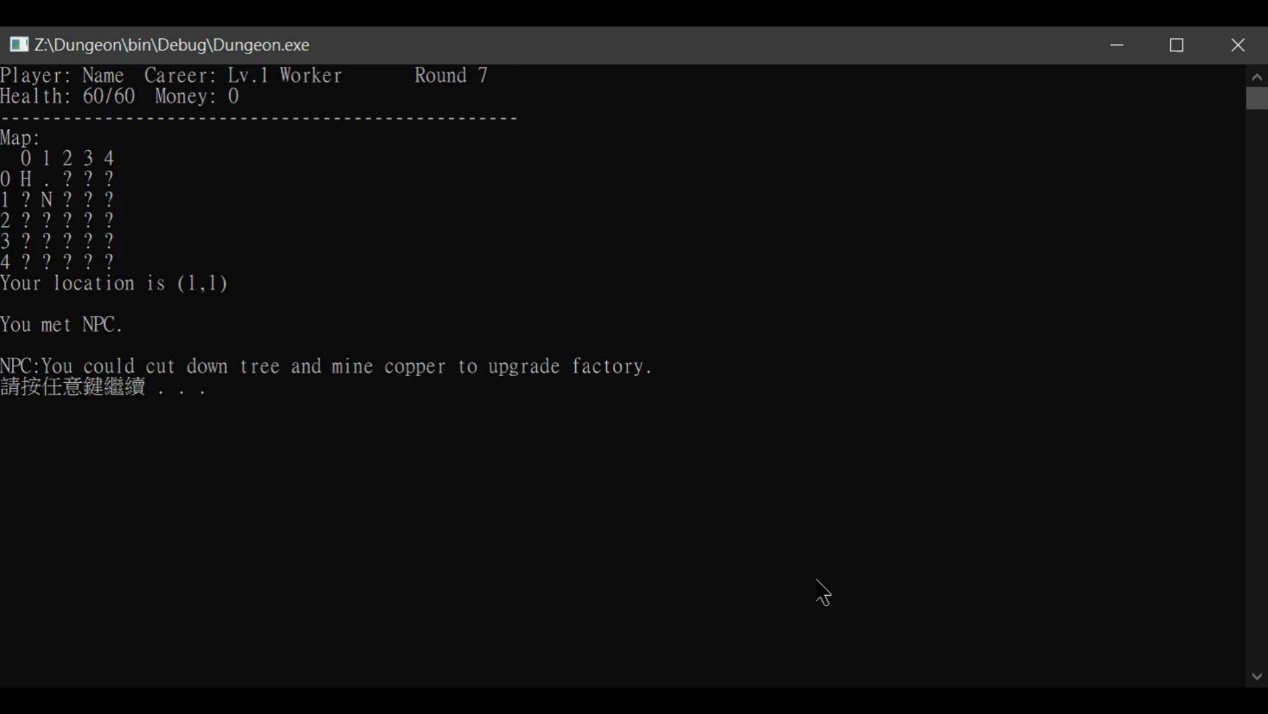 Z:\Dungeon\bin\Debug\Dungeon.exe
Player: Name  Career: Lv.1 Worker       Round 7
Health: 60/60  Money: 0
--------------------------------------------------
Map:
  0 1 2 3 4
0 H . ? ? ?
1 ? N ? ? ?
2 ? ? ? ? ?
3 ? ? ? ? ?
4 ? ? ? ? ?
Your location is (1,1)
You met NPC.
NPC:You could cut down tree and mine copper to upgrade factory.
請按任意鍵繼續 . . .